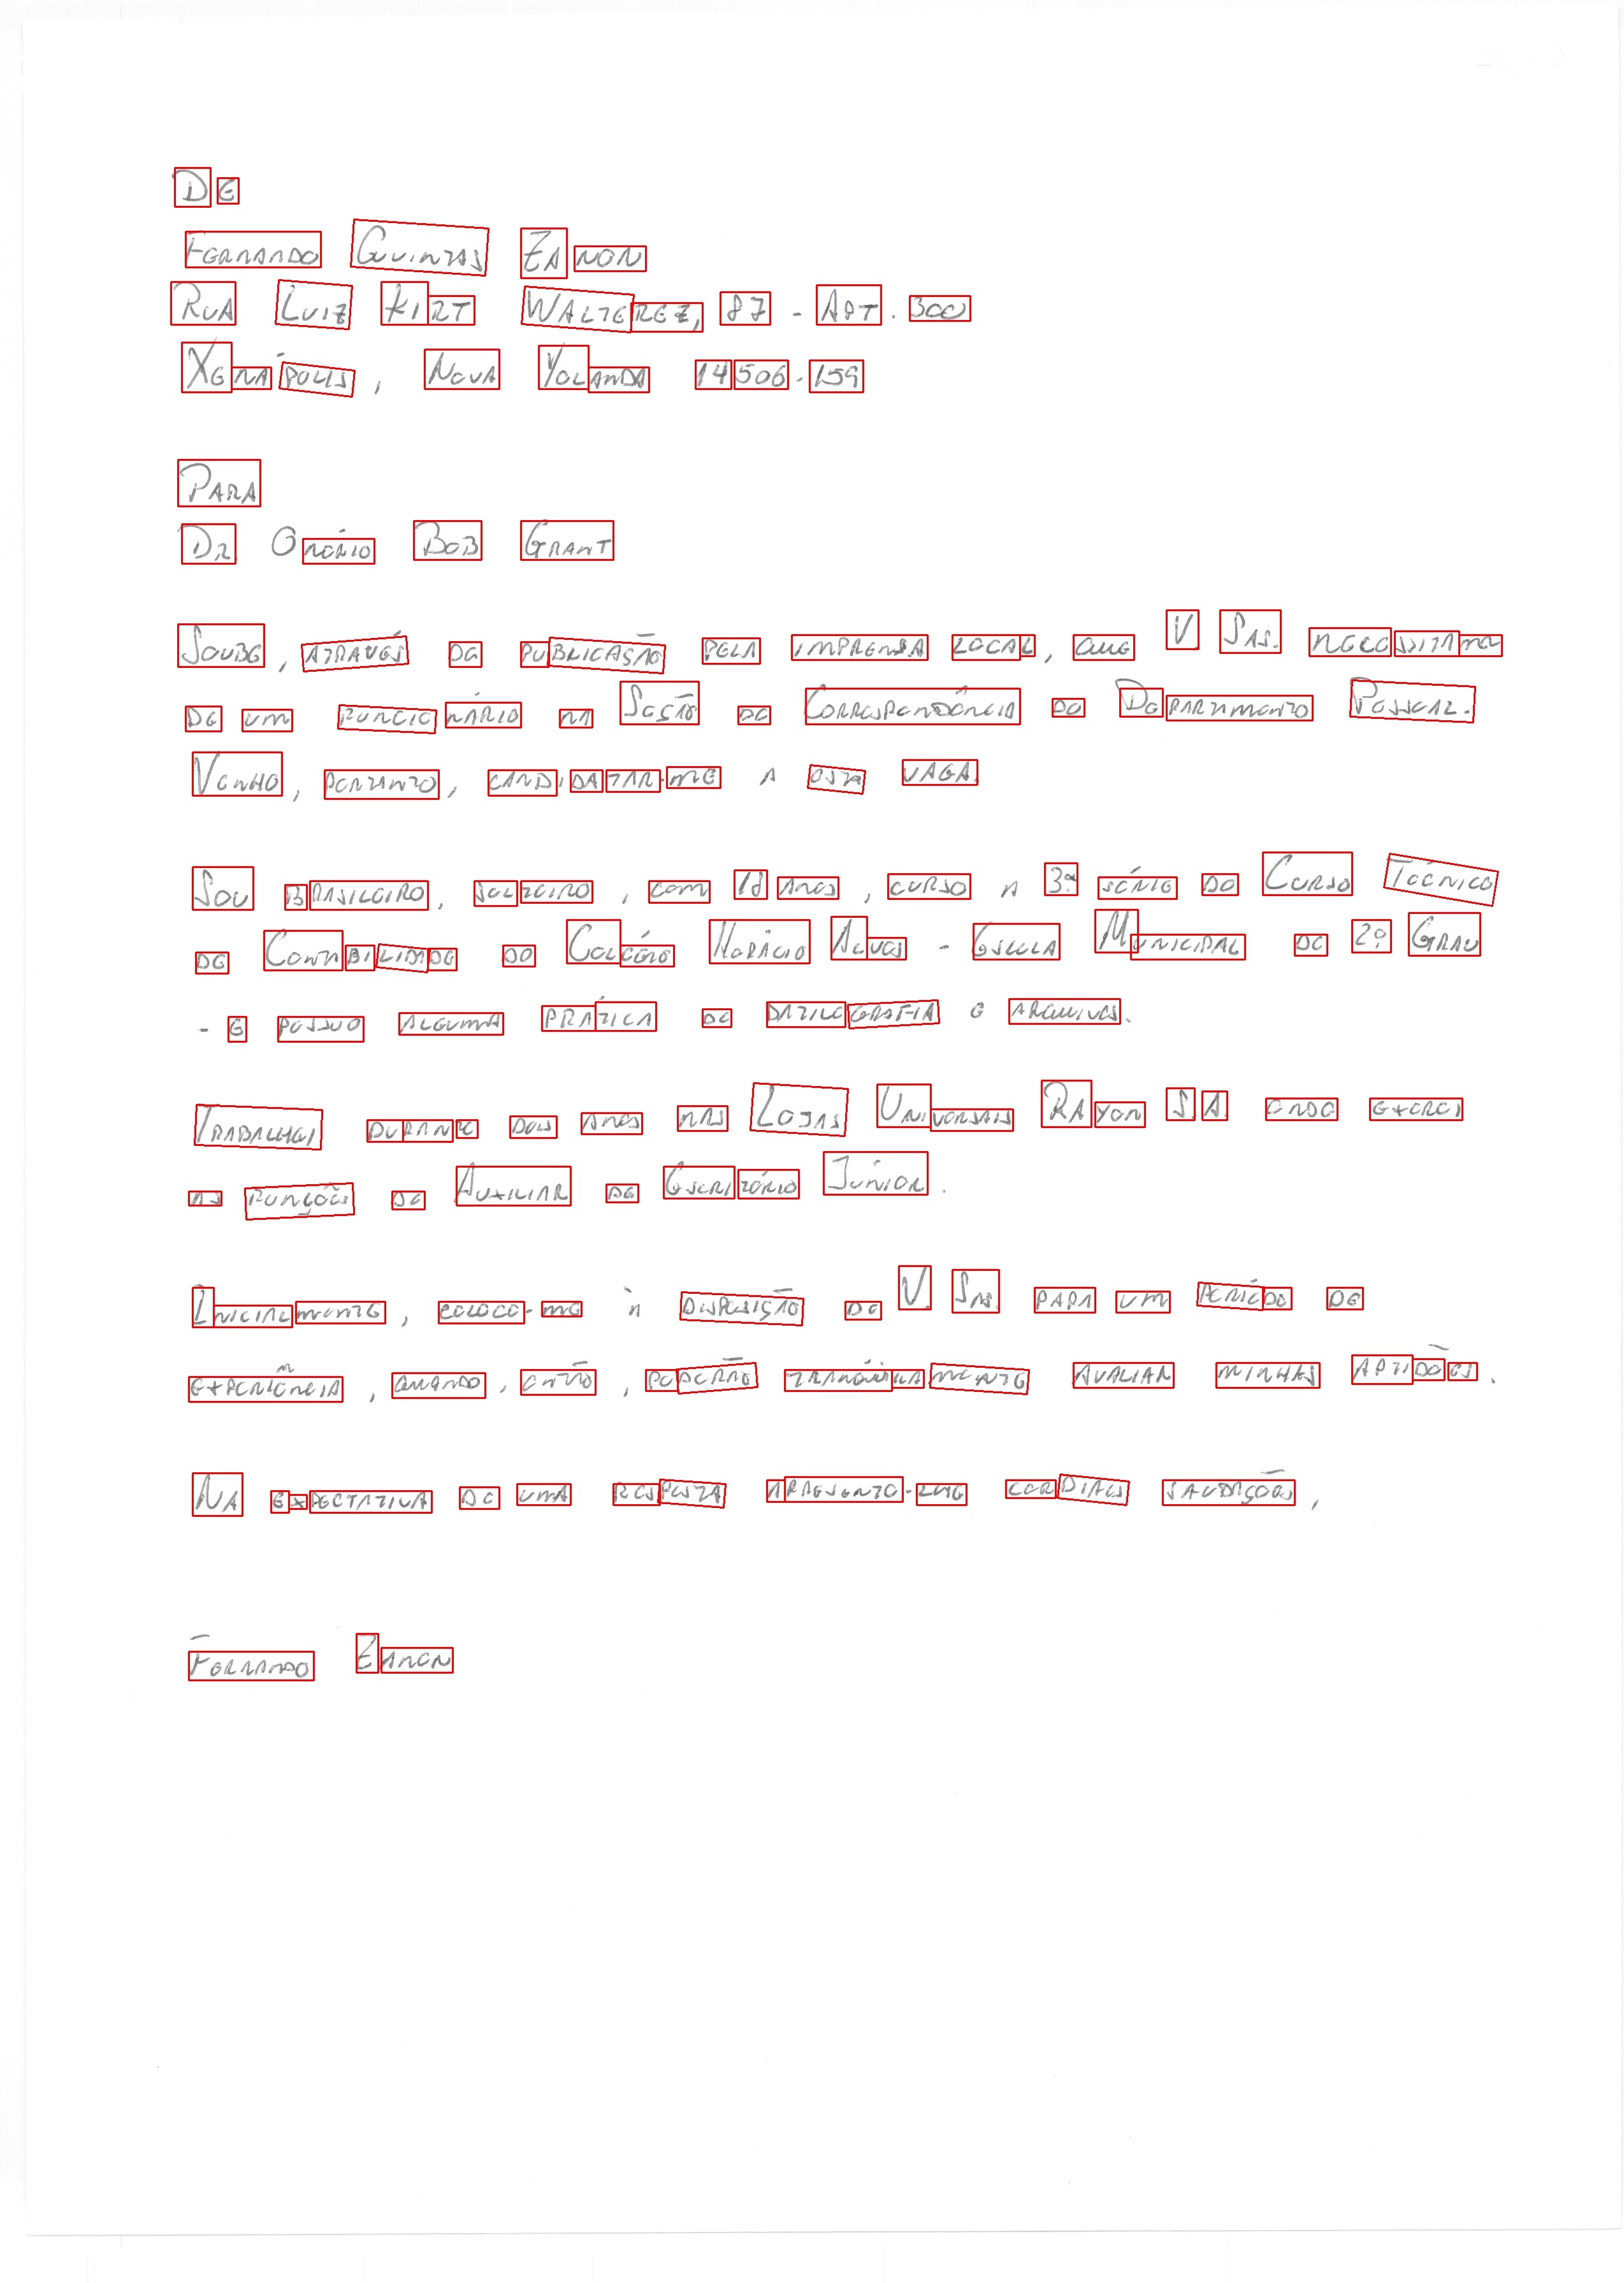 DE
FERNANDO GUINTAS ZANON
RUA LUIZ KIRT WALTEREZ, 87 - APT. 300
XENÁPOLIS, NOVA YOLANDA 14506-159
PARA
DR ONÓRIO BOB GRANT
SOUBE, ATRAVÉS DE PUBLICAÇÃO PELA IMPRENSA LOCAL, QUE V SAS. NECESSITAM
DE UM FUNCIONÁRIO NA SEÇÃO DE CORRESPONDÊNCIA DO DEPARTAMENTO PESSOAL.
VENHO, PORTANTO, CANDIDATAR-ME A ESTA VAGA.
SOU BRASILEIRO, SOLTEIRO, COM 18 ANOS, CURSO A 3ª SÉRIE DO CURSO TÉCNICO
DE CONTABILIDADE DO COLÉGIO HORÁCIO ALVES - ESCOLA MUNICIPAL DE 2º GRAU
- E POSSUO ALGUMA PRÁTICA DE DATILOGRAFIA E ARQUIVOS.
TRABALHEI DURANTE DOIS ANOS NAS LOJAS UNIVERSAIS RAYON S.A. ONDE EXERCI
AS FUNÇÕES DE AUXILIAR DE ESCRITÓRIO JÚNIOR.
INICIALMENTE, COLOCO-ME À DISPOSIÇÃO DE V. SAS. PARA UM PERÍODO DE
EXPERIÊNCIA, QUANDO, ENTÃO, PODERÃO TRANQÜILAMENTE AVALIAR MINHAS APTIDÕES.
NA EXPECTATIVA DE UMA RESPOSTA APRESENTO-LHE CORDIAIS SAUDAÇÕES,
FERNANDO ZANON